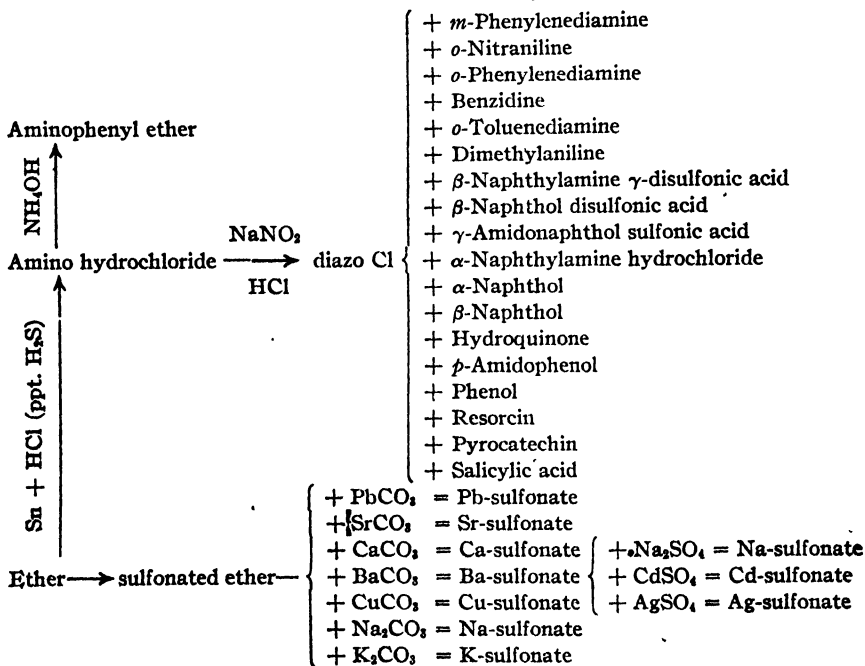 + m-Phenylenediamine
+ o-Nitraniline
+ o-Phenylenediamine
+ Benzidine
Aminophenyl ether
+ o-Toluenediamine
+ Dimethylaniline
NH₄OH
+ β-Naphthylamine γ-disulfonic acid
+ β-Naphthol disulfonic acid
+ γ-Amidonaphthol sulfonic acid
Amino hydrochloride NaNO₂ HCl diazo Cl
+ α-Naphthylamine hydrochloride
+ α-Naphthol
+ β-Naphthol
+ Hydroquinone
+ p-Amidophenol
+ Phenol
+ Resorcin
+ Pyrocatechin
+ Salicylic acid
Sn + HCl (ppt. H₂S)
Ether sulfonated ether
+ PbCO₃ = Pb-sulfonate
+ SrCO₃ = Sr-sulfonate
+ CaCO₃ = Ca-sulfonate
+ BaCO₃ = Ba-sulfonate
+ CuCO₃ = Cu-sulfonate
+ Na₂CO₃ = Na-sulfonate
+ K₂CO₃ = K-sulfonate
+ Na₂SO₄ = Na-sulfonate
+ CdSO₄ = Cd-sulfonate
+ AgSO₄ = Ag-sulfonate